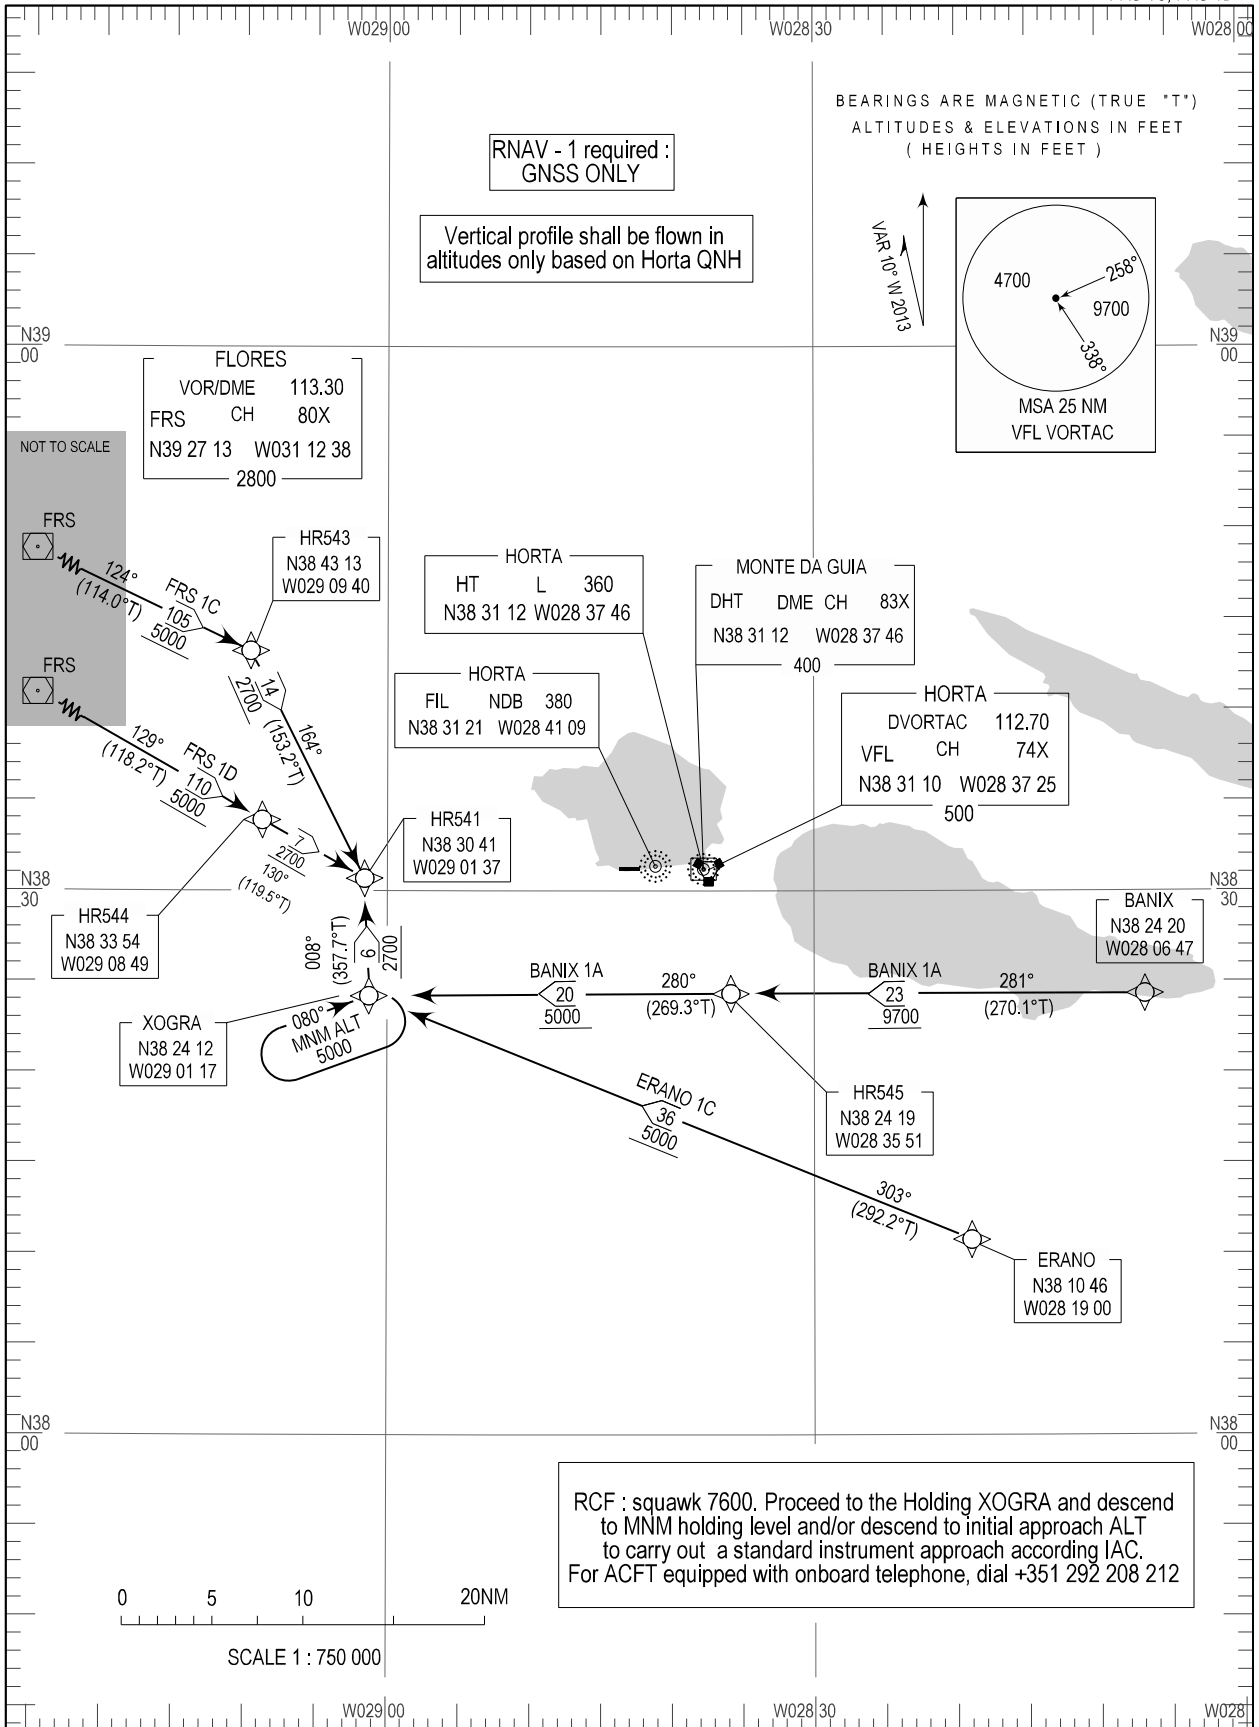 W029 00
W028 30
W028 00
BEARINGS ARE MAGNETIC (TRUE "T")
ALTITUDES & ELEVATIONS IN FEET
( HEIGHTS IN FEET )
RNAV - 1 required :
GNSS ONLY
Vertical profile shall be flown in
altitudes only based on Horta QNH
VAR 10° W 2013
4700
258°
9700
338°
MSA 25 NM
VFL VORTAC
N39
00
N39
00
FLORES
VOR/DME 113.30
FRS CH 80X
N39 27 13 W031 12 38
2800
NOT TO SCALE
FRS
124°
(114.0°T)
FRS 1C
105
5000
HR543
N38 43 13
W029 09 40
HORTA
HT L 360
N38 31 12 W028 37 46
MONTE DA GUIA
DHT DME CH 83X
N38 31 12 W028 37 46
400
FRS
129°
(118.2°T)
FRS 1D
110
5000
14
2700
164°
(153.2°T)
HORTA
FIL NDB 380
N38 31 21 W028 41 09
HORTA
DVORTAC 112.70
VFL CH 74X
N38 31 10 W028 37 25
500
7
2700
130°
(119.5°T)
HR541
N38 30 41
W029 01 37
N38
30
N38
30
HR544
N38 33 54
W029 08 49
008°
(357.7°T)
6
2700
BANIX
N38 24 20
W028 06 47
BANIX 1A
20
5000
280°
(269.3°T)
BANIX 1A
23
9700
281°
(270.1°T)
XOGRA
N38 24 12
W029 01 17
080°
MNM ALT
5000
ERANO 1C
36
5000
HR545
N38 24 19
W028 35 51
303°
(292.2°T)
ERANO
N38 10 46
W028 19 00
N38
00
N38
00
RCF : squawk 7600. Proceed to the Holding XOGRA and descend
to MNM holding level and/or descend to initial approach ALT
to carry out a standard instrument approach according IAC.
For ACFT equipped with onboard telephone, dial +351 292 208 212
0 5 10 20NM
SCALE 1 : 750 000
W029 00
W028 30
W028